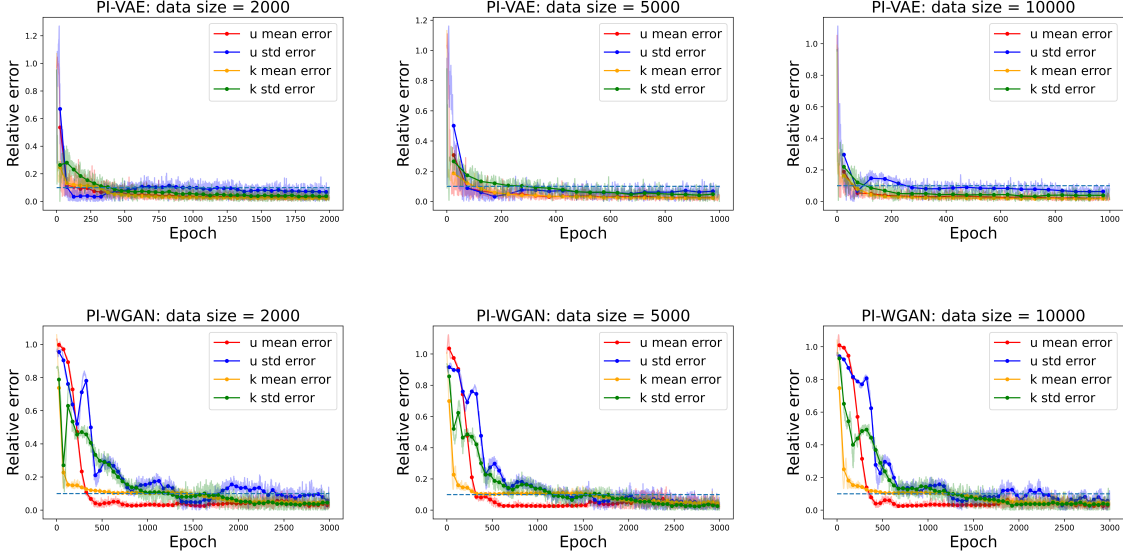 PI-VAE: data size = 2000
Relative error
1.2
1.0
0.8
0.6
0.4
0.2
0.0
u mean error
u std error
k mean error
k std error
0 250 500 750 1000 1250 1500 1750 2000
Epoch
PI-VAE: data size = 5000
Relative error
1.2
1.0
0.8
0.6
0.4
0.2
0.0
u mean error
u std error
k mean error
k std error
0 200 400 600 800 1000
Epoch
PI-VAE: data size = 10000
Relative error
1.0
0.8
0.6
0.4
0.2
0.0
u mean error
u std error
k mean error
k std error
0 200 400 600 800 1000
Epoch
PI-WGAN: data size = 2000
Relative error
1.0
0.8
0.6
0.4
0.2
0.0
u mean error
u std error
k mean error
k std error
0 500 1000 1500 2000 2500 3000
Epoch
PI-WGAN: data size = 5000
Relative error
1.0
0.8
0.6
0.4
0.2
0.0
u mean error
u std error
k mean error
k std error
0 500 1000 1500 2000 2500 3000
Epoch
PI-WGAN: data size = 10000
Relative error
1.0
0.8
0.6
0.4
0.2
0.0
u mean error
u std error
k mean error
k std error
0 500 1000 1500 2000 2500 3000
Epoch